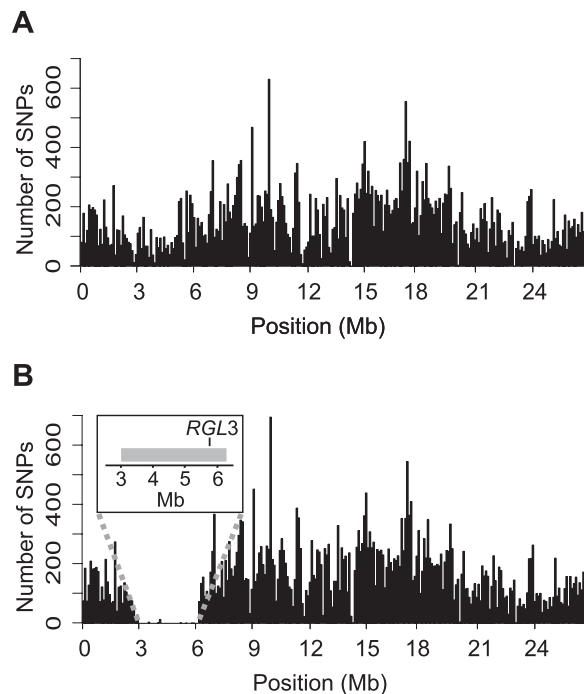 A
Number of SNPs
600
400
200
0
0 3 6 9 12 15 18 21 24
Position (Mb)
B
RGL3
3 4 5 6
Mb
Number of SNPs
600
400
200
0
0 3 6 9 12 15 18 21 24
Position (Mb)